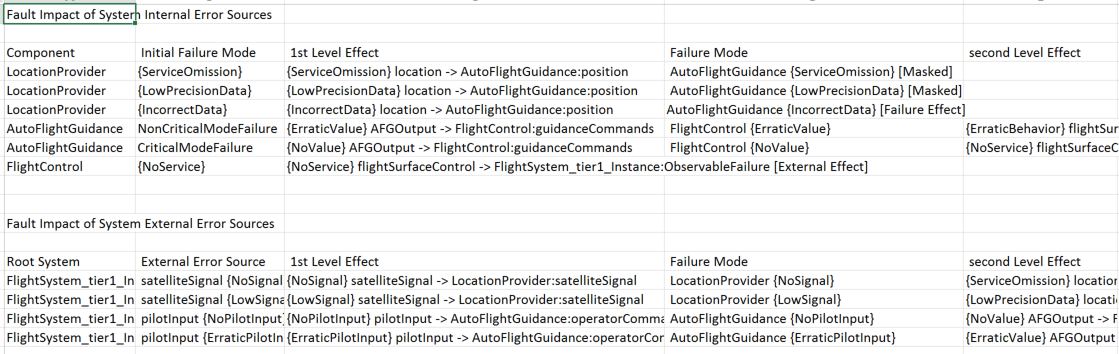 Fault Impact of System Internal Error Sources
Component Initial Failure Mode 1st Level Effect Failure Mode second Level Effect
LocationProvider {ServiceOmission} {ServiceOmission} location -> AutoFlightGuidance:position AutoFlightGuidance {ServiceOmission} [Masked]
LocationProvider {LowPrecisionData} {LowPrecisionData} location -> AutoFlightGuidance:position AutoFlightGuidance {LowPrecisionData} [Masked]
LocationProvider {IncorrectData} {IncorrectData} location -> AutoFlightGuidance:position AutoFlightGuidance {IncorrectData} [Failure Effect]
AutoFlightGuidance NonCriticalModeFailure {ErraticValue} AFGOutput -> FlightControl:guidanceCommands FlightControl {ErraticValue} {ErraticBehavior} flightSur
AutoFlightGuidance CriticalModeFailure {NoValue} AFGOutput -> FlightControl:guidanceCommands FlightControl {NoValue} {NoService} flightSurfaceC
FlightControl {NoService} {NoService} flightSurfaceControl -> FlightSystem_tier1_Instance:ObservableFailure [External Effect]
Fault Impact of System External Error Sources
Root System External Error Source 1st Level Effect Failure Mode second Level Effect
FlightSystem_tier1_In satelliteSignal {NoSignal {NoSignal} satelliteSignal -> LocationProvider:satelliteSignal LocationProvider {NoSignal} {ServiceOmission} location
FlightSystem_tier1_In satelliteSignal {LowSigna {LowSignal} satelliteSignal -> LocationProvider:satelliteSignal LocationProvider {LowSignal} {LowPrecisionData} locati
FlightSystem_tier1_In pilotInput {NoPilotInput} {NoPilotInput} pilotInput -> AutoFlightGuidance:operatorComma AutoFlightGuidance {NoPilotInput} {NoValue} AFGOutput -> F
FlightSystem_tier1_In pilotInput {ErraticPilotIn {ErraticPilotInput} pilotInput -> AutoFlightGuidance:operatorCor AutoFlightGuidance {ErraticPilotInput} {ErraticValue} AFGOutput